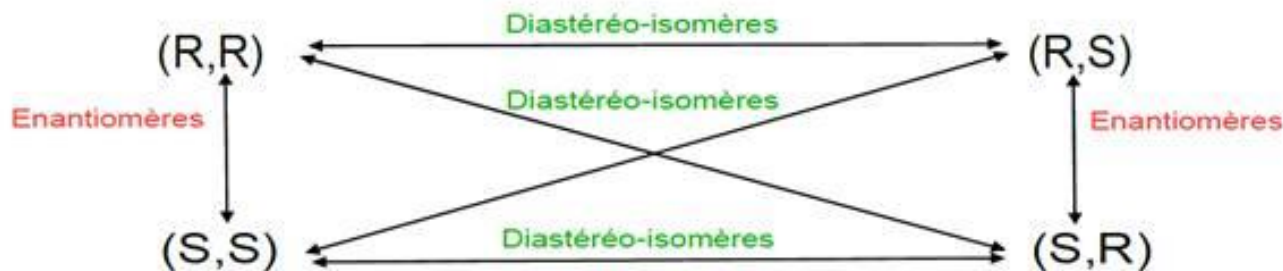 Diastéréo-isomères
(R,R) (R,S)
Diastéréo-isomères
Enantiomères Enantiomères
Diastéréo-isomères
(S,S) (S,R)